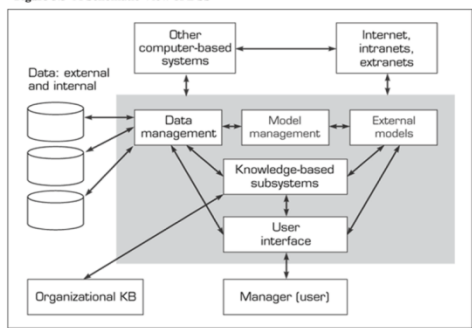 Other
computer-based
systems
Internet,
intranets,
extranets
Data: external
and internal
Data
management
Model
management
External
models
Knowledge-based
subsystems
User
interface
Organizational KB
Manager (user)